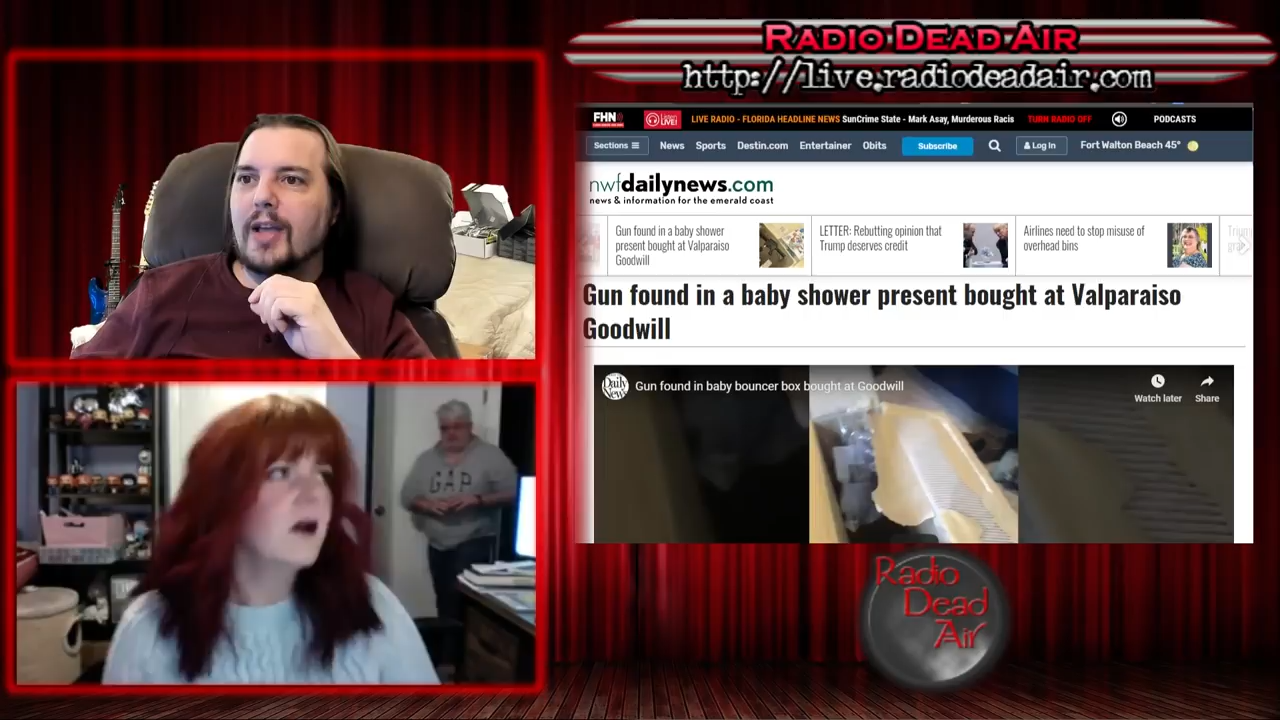 RADIO DEAD AIR
http://live.radiodeadair.com
FHN
LIVE!
LIVE RADIO - FLORIDA HEADLINE NEWS SunCrime State - Mark Asay, Murderous Racis
TURN RADIO OFF
PODCASTS
Sections
News
Sports
Destin.com
Entertainer
Obits
Subscribe
Log In
Fort Walton Beach 45°
nwfdailynews.com
news & information for the emerald coast
Gun found in a baby shower
present bought at Valparaiso
Goodwill
LETTER: Rebutting opinion that
Trump deserves credit
Airlines need to stop misuse of
overhead bins
Gun found in a baby shower present bought at Valparaiso
Goodwill
Daily
News
Gun found in baby bouncer box bought at Goodwill
Watch later
Share
GAP
Radio
Dead
Air